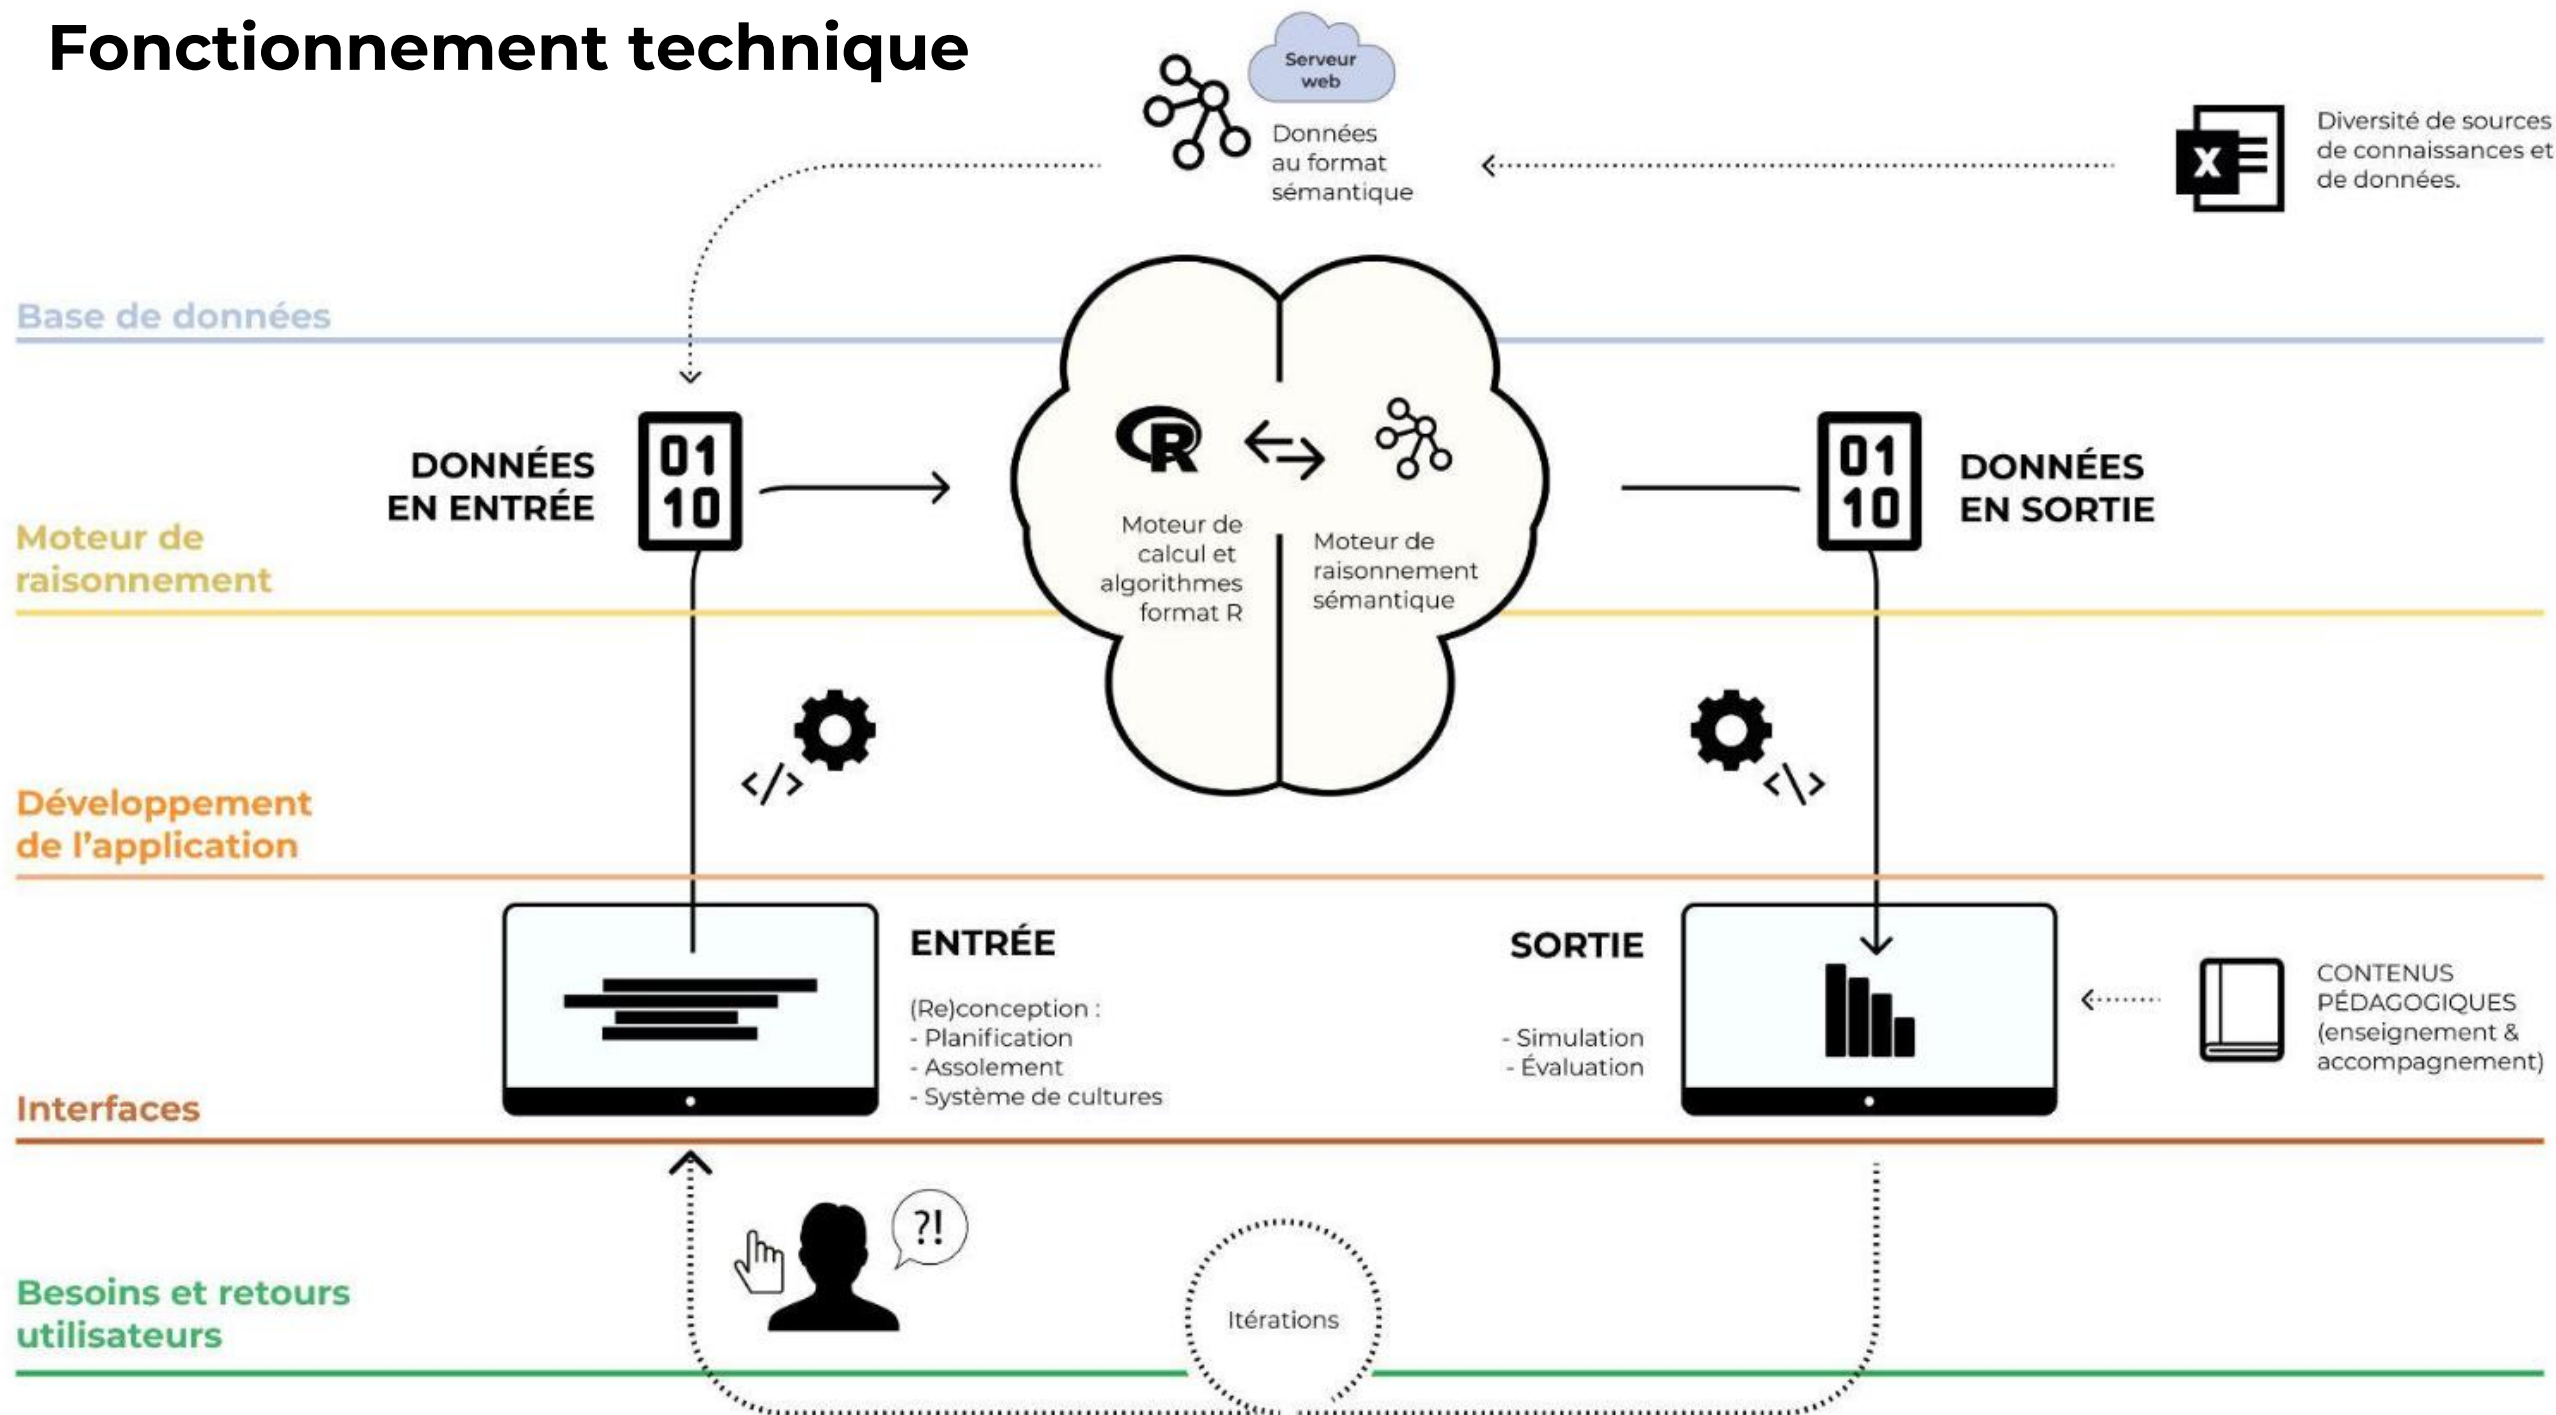 Fonctionnement technique
Serveur
web
Données
au format
sémantique
X
Diversité de sources
de connaissances et
de données.
Base de données
DONNÉES
EN ENTRÉE
01
10
R
Moteur de
calcul et
algorithmes
format R
Moteur de
raisonnement
sémantique
01
10
DONNÉES
EN SORTIE
Moteur de
raisonnement
</>
<\>
Développement
de l'application
ENTRÉE
(Re)conception :
- Planification
- Assolement
- Système de cultures
SORTIE
- Simulation
- Évaluation
CONTENUS
PÉDAGOGIQUES
(enseignement &
accompagnement)
Interfaces
?!
Itérations
Besoins et retours
utilisateurs